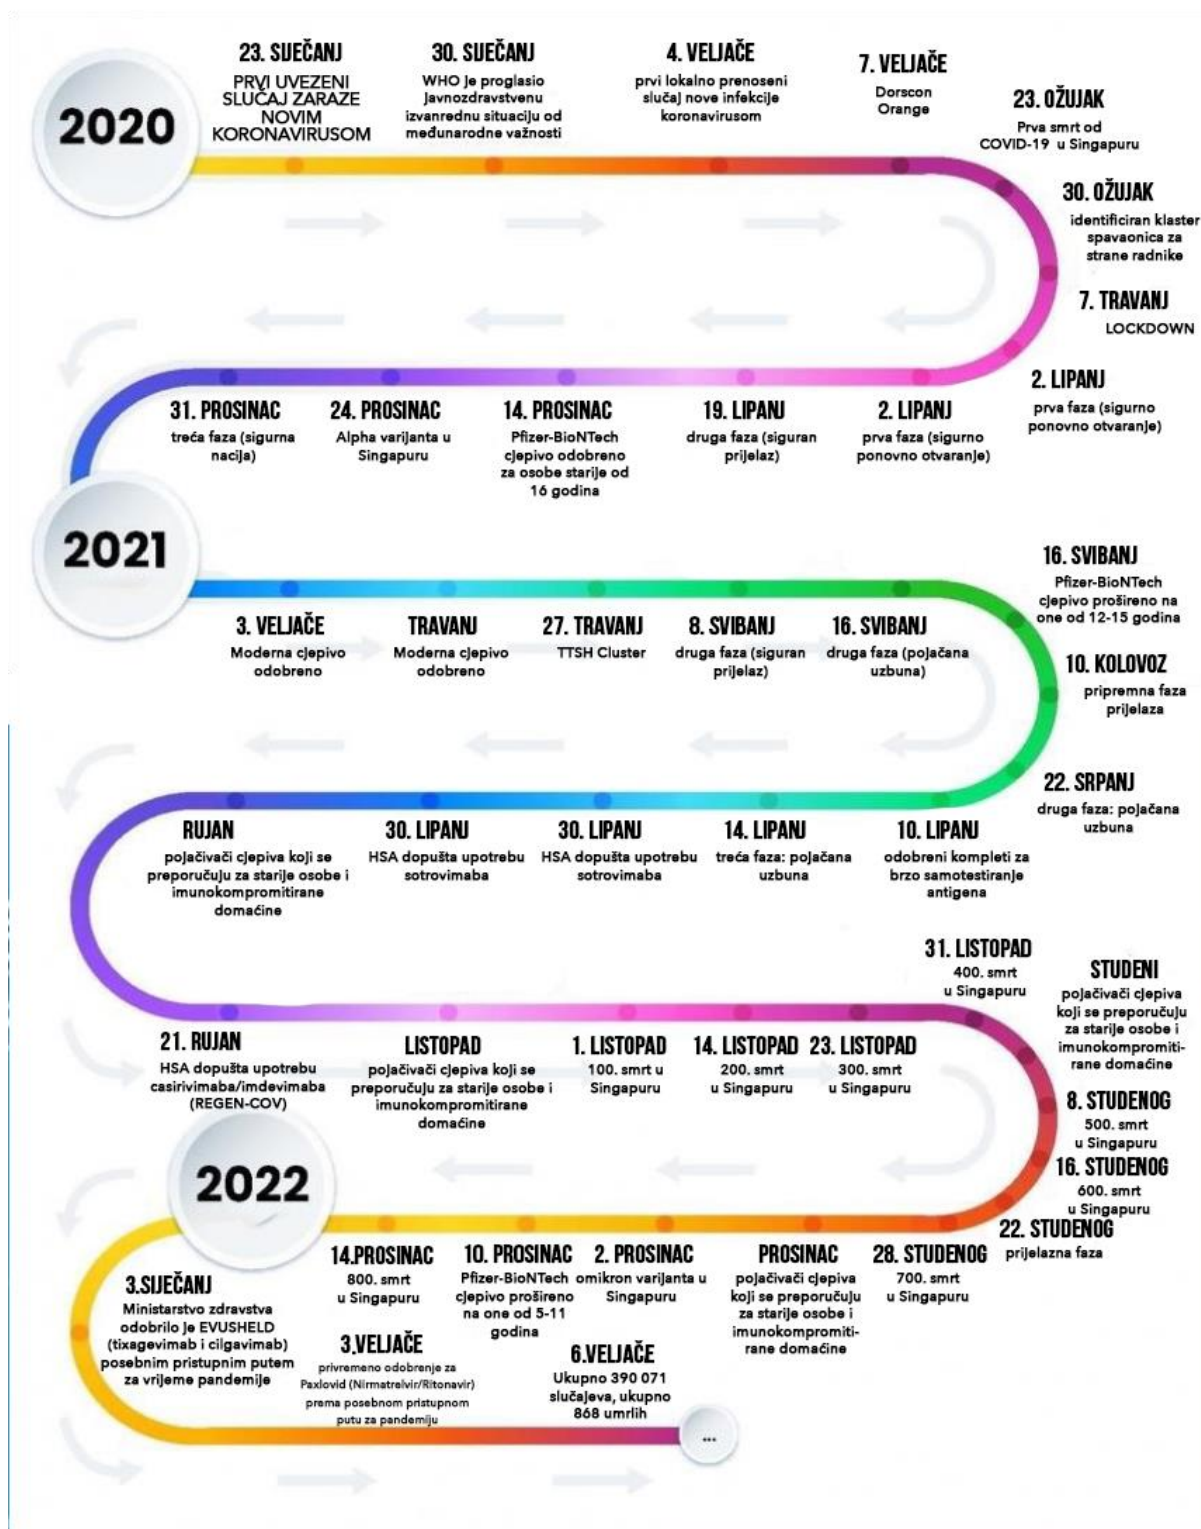 2020
23. SIJEČANJ
PRVI UVEZENI
SLUČAJ ZARAZE
NOVIM
KORONAVIRUSOM
30. SIJEČANJ
WHO je proglasio
javnozdravstvenu
izvanrednu situaciju od
međunarodne važnosti
4. VELJAČE
prvi lokalno prenoseni
slučaj nove infekcije
koronavirusom
7. VELJAČE
Dorscon
Orange
23. OŽUJAK
Prva smrt od
COVID-19 u Singapuru
30. OŽUJAK
identificiran klaster
spavaonica za
strane radnike
7. TRAVANJ
LOCKDOWN
2. LIPANJ
prva faza (sigurno
ponovno otvaranje)
2. LIPANJ
prva faza (sigurno
ponovno otvaranje)
19. LIPANJ
druga faza (siguran
prijelaz)
14. PROSINAC
Pfizer-BioNTech
cjepivo odobreno
za osobe starije od
16 godina
24. PROSINAC
Alpha varijanta u
Singapuru
31. PROSINAC
treća faza (sigurna
nacija)
2021
3. VELJAČE
Moderna cjepivo
odobreno
TRAVANJ
Moderna cjepivo
odobreno
27. TRAVANJ
TTSH Cluster
8. SVIBANJ
druga faza (siguran
prijelaz)
16. SVIBANJ
druga faza (pojačana
uzbuna)
16. SVIBANJ
Pfizer-BioNTech
cjepivo prošireno na
one od 12-15 godina
10. KOLOVOZ
pripremna faza
prijelaza
22. SRPANJ
druga faza: pojačana
uzbuna
10. LIPANJ
odobreni kompleti za
brzo samotestiranje
antigena
14. LIPANJ
treća faza: pojačana
uzbuna
30. LIPANJ
HSA dopušta upotrebu
sotrovimaba
30. LIPANJ
HSA dopušta upotrebu
sotrovimaba
RUJAN
pojačivači cjepiva koji se
preporučuju za starije osobe i
imunokompromitirane
domaćine
21. RUJAN
HSA dopušta upotrebu
casirivimaba/imdevimaba
(REGEN-COV)
LISTOPAD
pojačivači cjepiva koji se
preporučuju za starije osobe i
imunokompromitirane
domaćine
1. LISTOPAD
100. smrt u
Singapuru
14. LISTOPAD
200. smrt
u Singapuru
23. LISTOPAD
300. smrt
u Singapuru
31. LISTOPAD
400. smrt
u Singapuru
STUDENI
pojačivači cjepiva
koji se preporučuju
za starije osobe i
imunokompromiti-
rane domaćine
8. STUDENOG
500. smrt
u Singapuru
16. STUDENOG
600. smrt
u Singapuru
22. STUDENOG
prijelazna faza
28. STUDENOG
700. smrt
u Singapuru
PROSINAC
pojačivači cjepiva
koji se preporučuju
za starije osobe i
imunokompromiti-
rane domaćine
2. PROSINAC
omikron varijanta u
Singapuru
10. PROSINAC
Pfizer-BioNTech
cjepivo prošireno
na one od 5-11
godina
14.PROSINAC
800. smrt
u Singapuru
2022
3.SIJEČANJ
Ministarstvo zdravstva
odobrilo je EVUSHELD
(tixagevimab i cilgavimab)
posebnim pristupnim putem
za vrijeme pandemije
3.VELJAČE
privremeno odobrenje za
Paxlovid (Nirmatrelvir/Ritonavir)
prema posebnom pristupnom
putu za pandemiju
6.VELJAČE
Ukupno 390 071
slučajeva, ukupno
868 umrlih
...